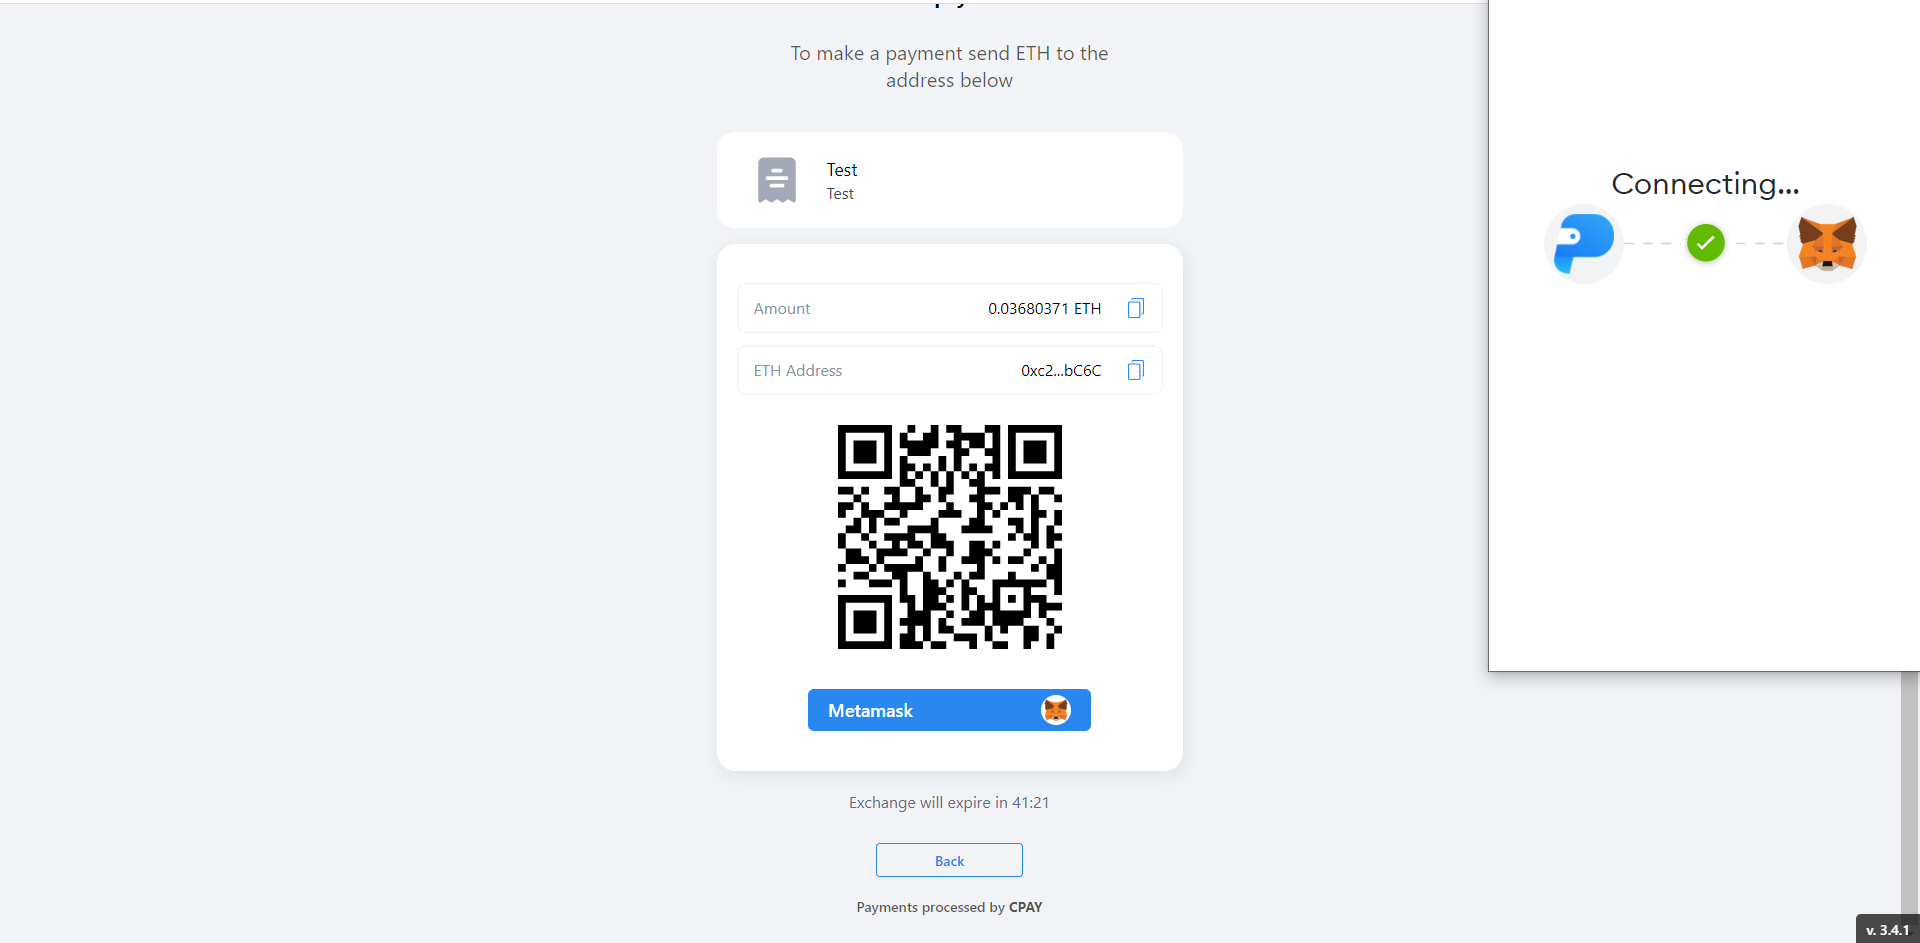 To make a payment send ETH to the
address below
Test
Test
Amount 0.03680371 ETH
ETH Address 0xc2...bC6C
Metamask
Exchange will expire in 41:21
Back
Payments processed by CPAY
Connecting...
v. 3.4.1